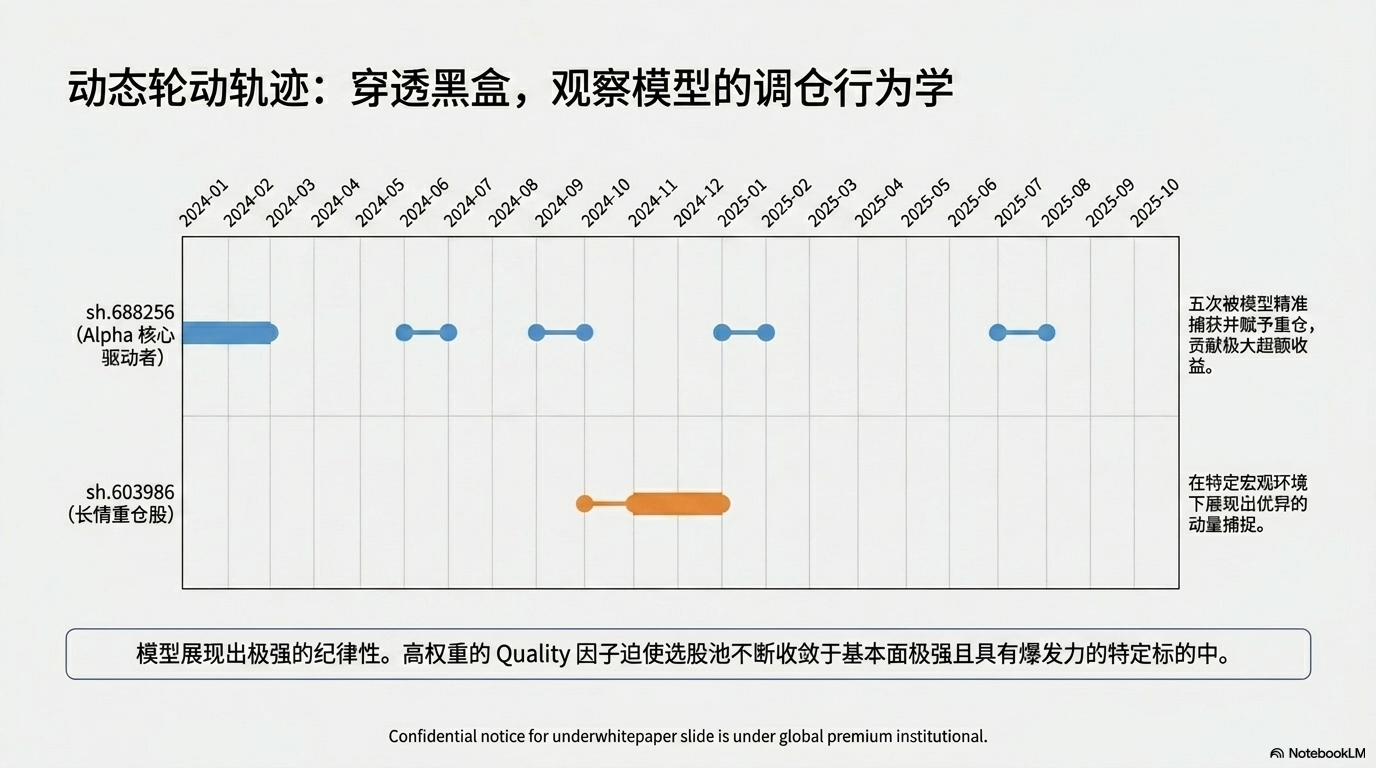 动态轮动轨迹：穿透黑盒，观察模型的调仓行为学
2024-01
2024-02
2024-03
2024-04
2024-05
2024-06
2024-07
2024-08
2024-09
2024-10
2024-11
2024-12
2025-01
2025-02
2025-03
2025-04
2025-05
2025-06
2025-07
2025-08
2025-09
2025-10
sh.688256
（Alpha 核心
驱动者）
五次被模型精准
捕获并赋予重仓，
贡献极大超额收
益。
sh.603986
（长情重仓股）
在特定宏观环境
下展现出优异的
动量捕捉。
模型展现出极强的纪律性。高权重的 Quality 因子迫使选股池不断收敛于基本面极强且具有爆发力的特定标的中。
Confidential notice for underwhitepaper slide is under global premium institutional.
NotebookLM